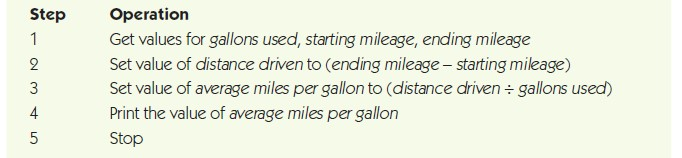 Step Operation
1 Get values for gallons used, starting mileage, ending mileage
2 Set value of distance driven to (ending mileage – starting mileage)
3 Set value of average miles per gallon to (distance driven ÷ gallons used)
4 Print the value of average miles per gallon
5 Stop